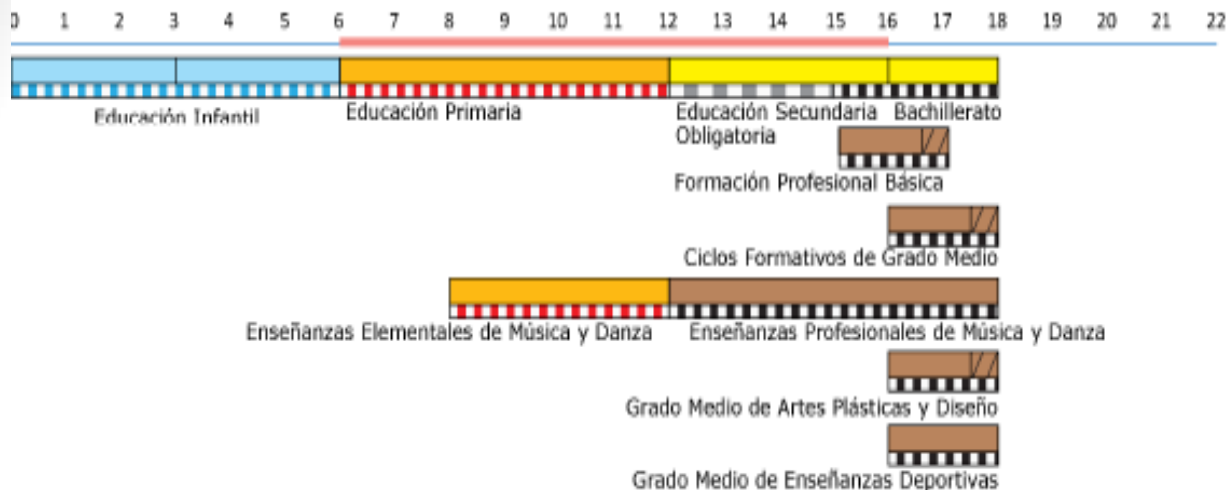 0 1 2 3 4 5 6 7 8 9 10 11 12 13 14 15 16 17 18 19 20 21 22
Educación Infantil
Educación Primaria
Educación Secundaria
Obligatoria
Bachillerato
Formación Profesional Básica
Ciclos Formativos de Grado Medio
Enseñanzas Elementales de Música y Danza
Enseñanzas Profesionales de Música y Danza
Grado Medio de Artes Plásticas y Diseño
Grado Medio de Enseñanzas Deportivas